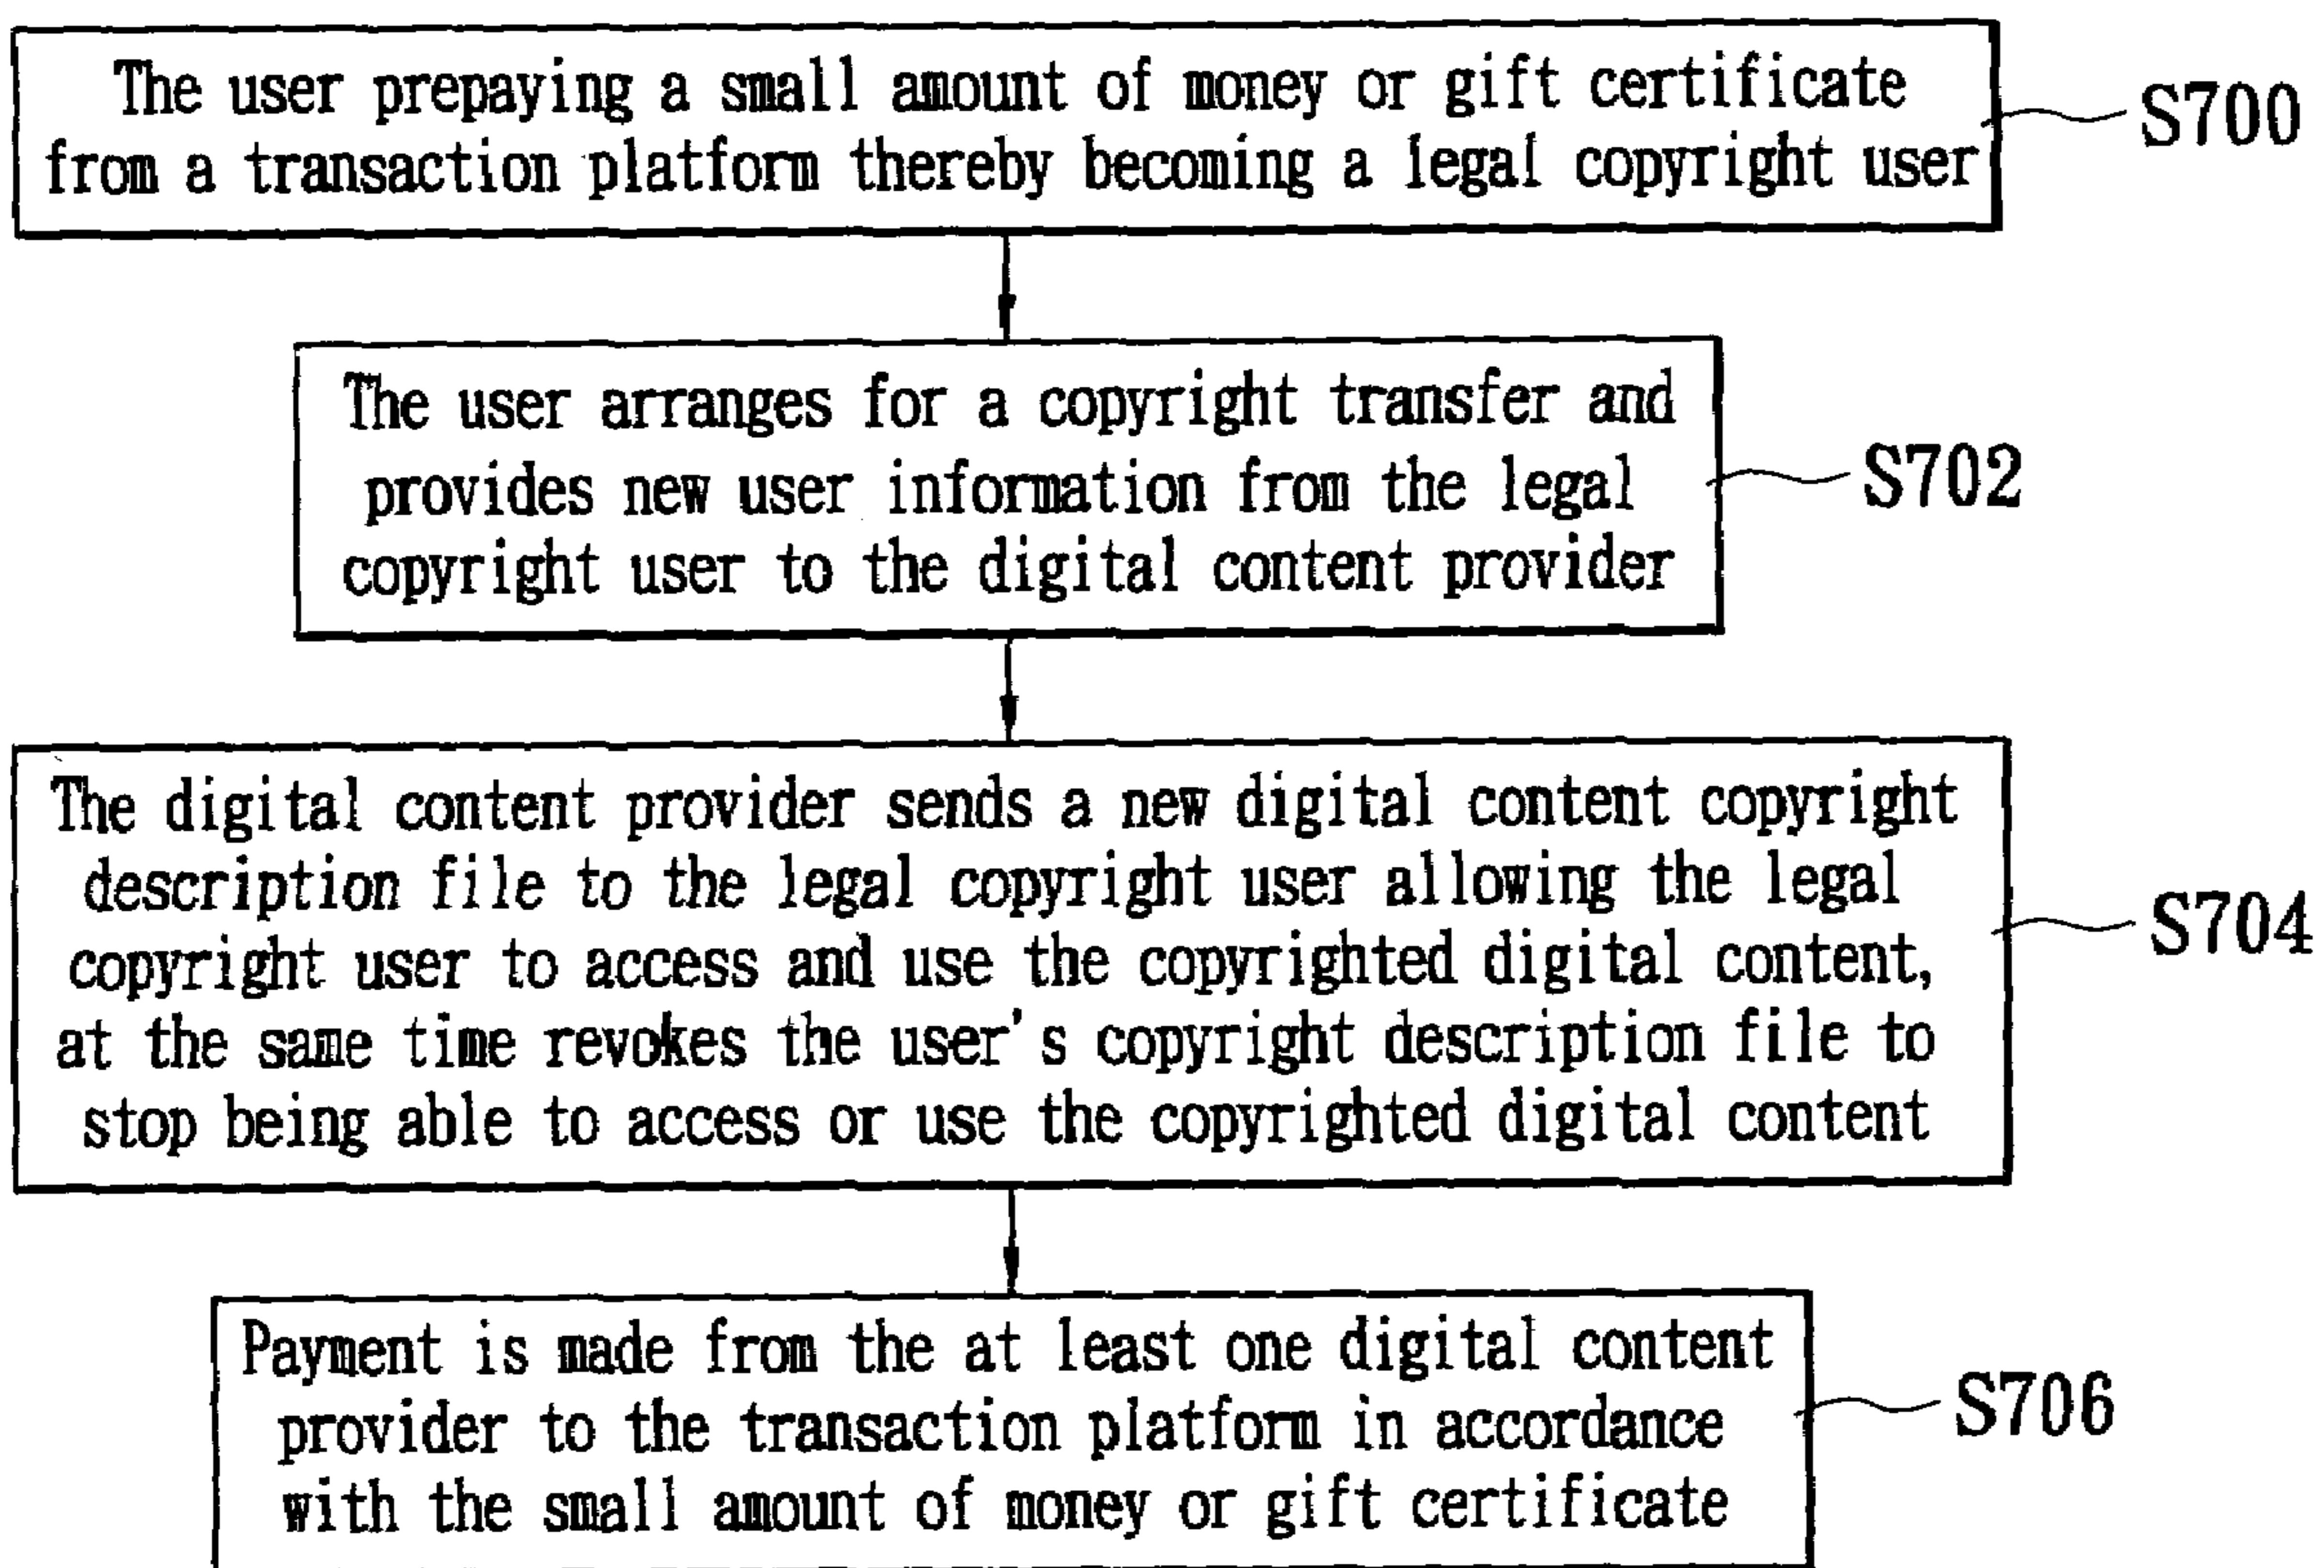 The user prepaying a small amount of money or gift certificate
from a transaction platform thereby becoming a legal copyright user
S700
The user arranges for a copyright transfer and
provides new user information from the legal
copyright user to the digital content provider
S702
The digital content provider sends a new digital content copyright
description file to the legal copyright user allowing the legal
copyright user to access and use the copyrighted digital content,
at the same time revokes the user's copyright description file to
stop being able to access or use the copyrighted digital content
S704
Payment is made from the at least one digital content
provider to the transaction platform in accordance
with the small amount of money or gift certificate
S706